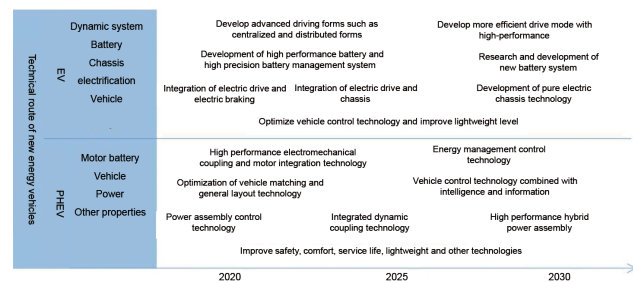 Technical route of new energy vehicles
EV
Dynamic system
Battery
Chassis
electrification
Vehicle
Develop advanced driving forms such as
centralized and distributed forms
Develop more efficient drive mode with
high-performance
Development of high performance battery and
high precision battery management system
Research and development of
new battery system
Integration of electric drive and
electric braking
Integration of electric drive and
chassis
Development of pure electric
chassis technology
Optimize vehicle control technology and improve lightweight level
PHEV
Motor battery
Vehicle
Power
Other properties
High performance electromechanical
coupling and motor integration technology
Energy management control
technology
Optimization of vehicle matching and
general layout technology
Vehicle control technology combined with
intelligence and information
Power assembly control
technology
Integrated dynamic
coupling technology
High performance hybrid
power assembly
Improve safety, comfort, service life, lightweight and other technologies
2020
2025
2030